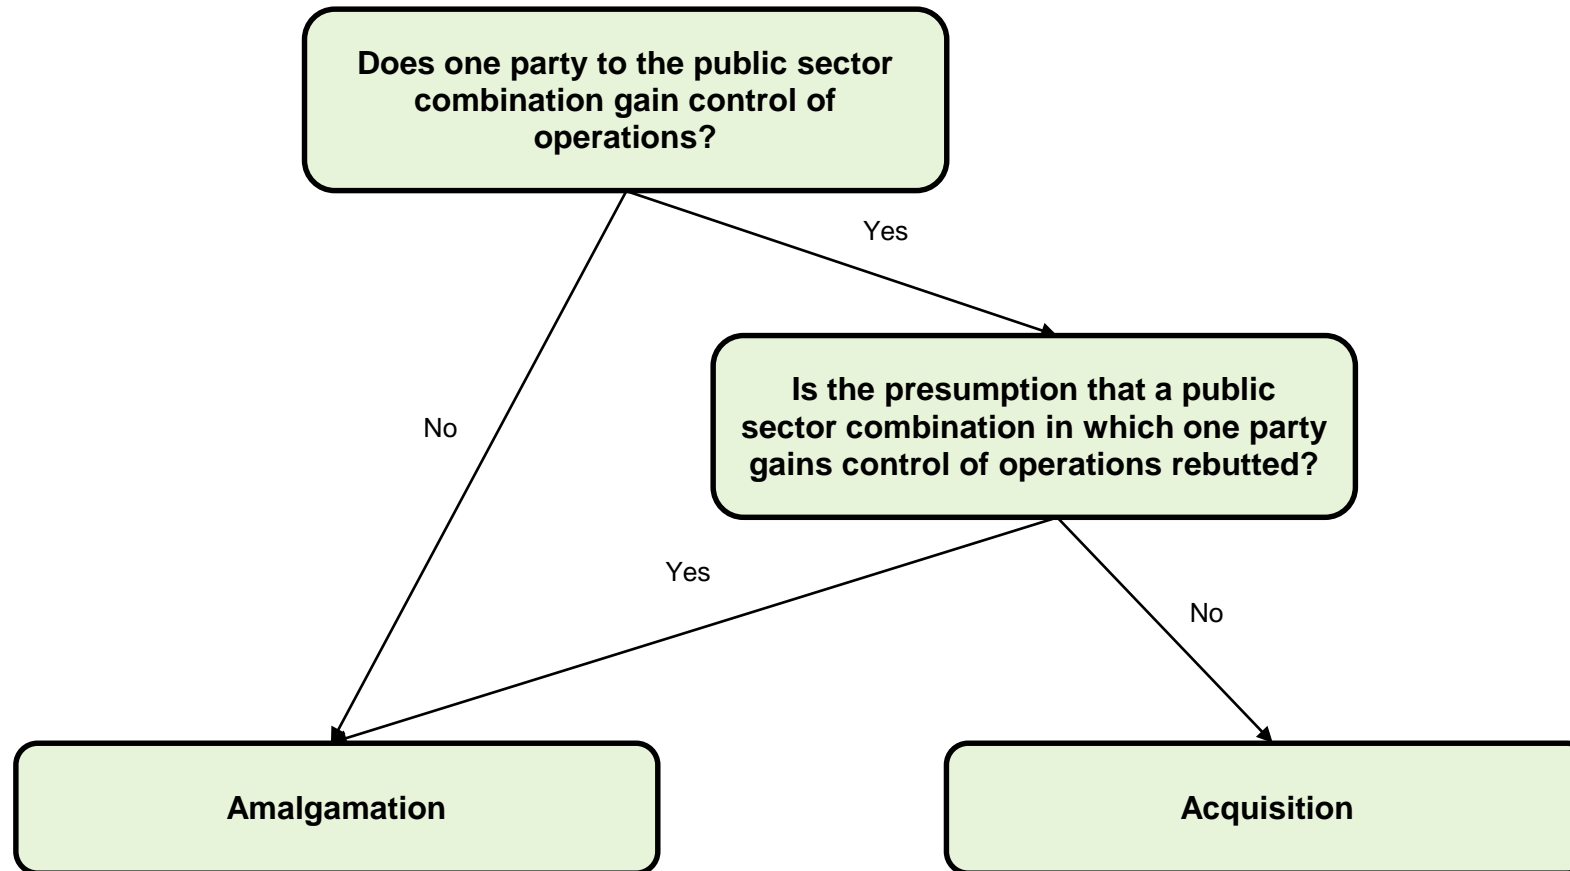 Does one party to the public sector
combination gain control of
operations?
Yes
Is the presumption that a public
sector combination in which one party
gains control of operations rebutted?
No
Yes
No
Amalgamation
Acquisition